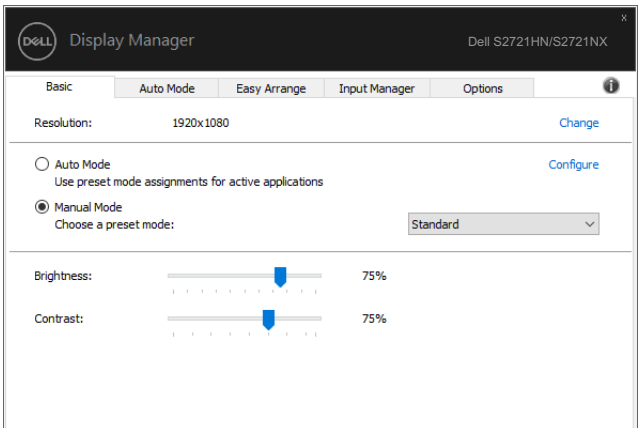 DELL Display Manager Dell S2721HN/S2721NX
x
Basic Auto Mode Easy Arrange Input Manager Options i
Resolution: 1920x1080 Change
Auto Mode Configure
Use preset mode assignments for active applications
Manual Mode
Choose a preset mode: Standard
Brightness: 75%
Contrast: 75%